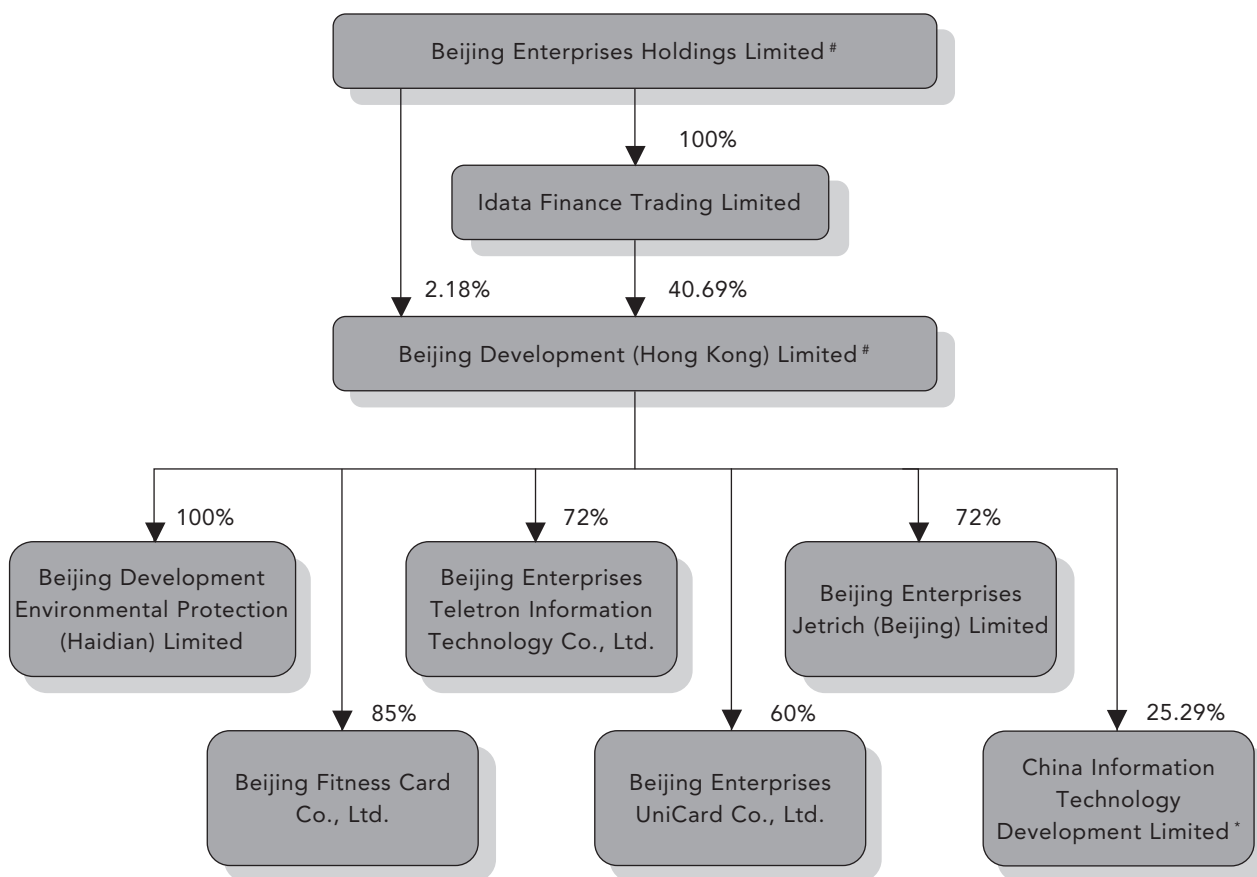 Beijing Enterprises Holdings Limited #
100%
Idata Finance Trading Limited
2.18%
40.69%
Beijing Development (Hong Kong) Limited #
100%
72%
72%
Beijing Development
Environmental Protection
(Haidian) Limited
Beijing Enterprises
Teletron Information
Technology Co., Ltd.
Beijing Enterprises
Jetrich (Beijing) Limited
85%
60%
25.29%
Beijing Fitness Card
Co., Ltd.
Beijing Enterprises
UniCard Co., Ltd.
China Information
Technology
Development Limited *